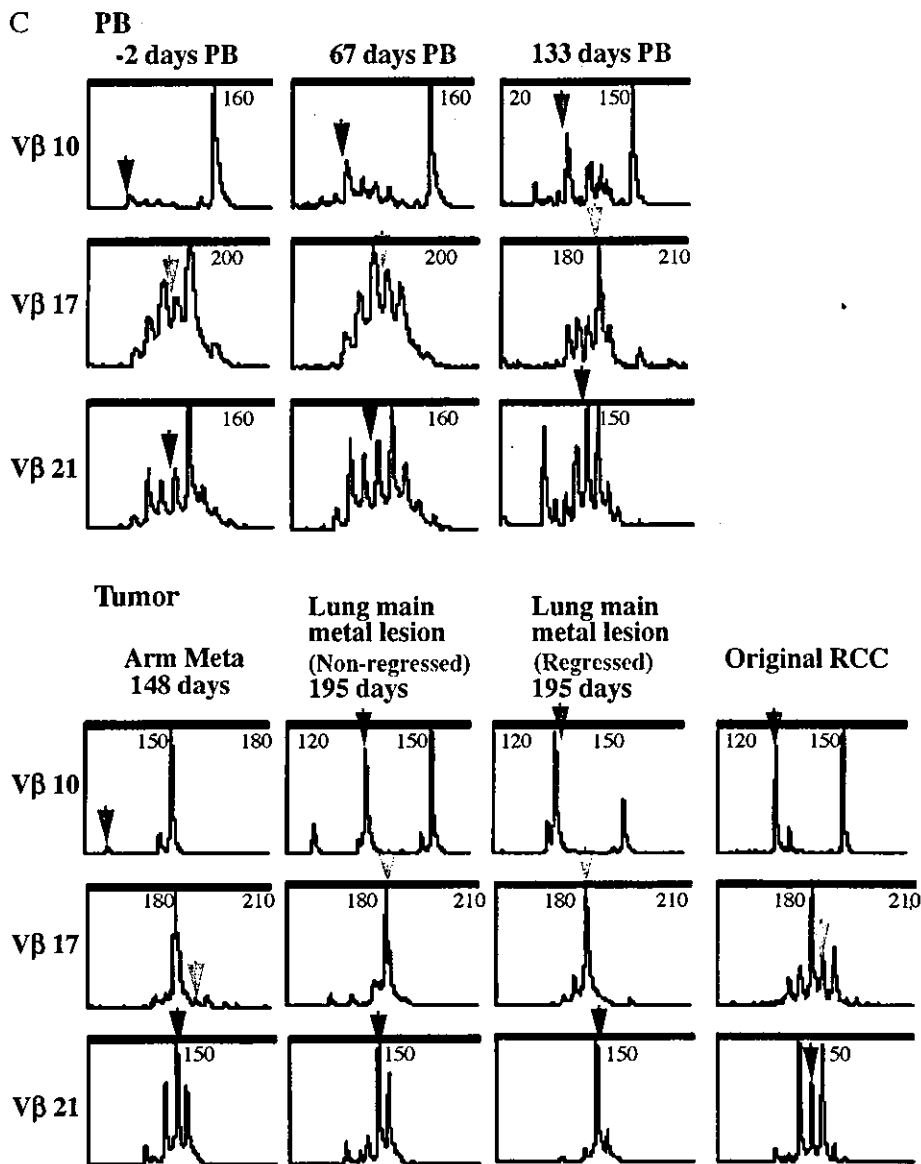 C PB
-2 days PB 67 days PB 133 days PB
Vβ 10 160 160 20 150
Vβ 17 200 200 180 210
Vβ 21 160 160 150
Tumor
Arm Meta
148 days
Lung main
metal lesion
(Non-regressed)
195 days
Lung main
metal lesion
(Regressed)
195 days
Original RCC
Vβ 10 150 180 120 150 120 150 120 150
Vβ 17 180 210 180 210 180 210 180 210
Vβ 21 150 150 150 50